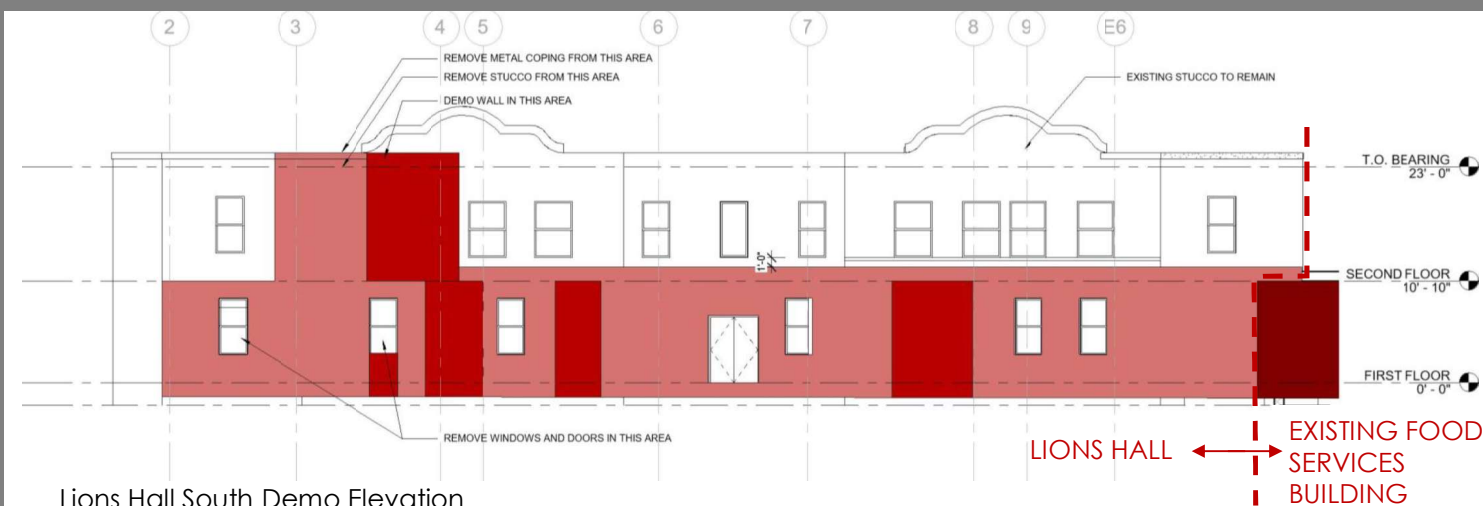 2 3 4 5 6 7 8 9 E6
REMOVE METAL COPING FROM THIS AREA
REMOVE STUCCO FROM THIS AREA
EXISTING STUCCO TO REMAIN
DEMO WALL IN THIS AREA
T.O. BEARING
23' - 0"
1'-0"
SECOND FLOOR
10' - 10"
FIRST FLOOR
0' - 0"
REMOVE WINDOWS AND DOORS IN THIS AREA
LIONS HALL
EXISTING FOOD
SERVICES
BUILDING
Lions Hall South Demo Elevation